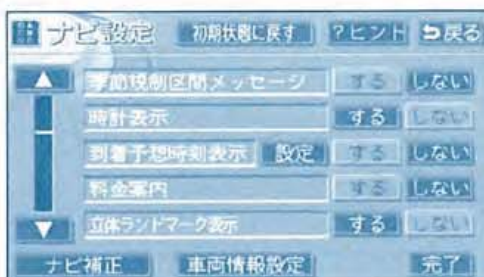 ナビ設定 初期状態に戻す ?ヒント 戻る
季節規制区間メッセージ する しない
時計表示 する しない
到着予想時刻表示 設定 する しない
料金案内 する しない
立体ランドマーク表示 する しない
ナビ補正 車両情報設定 完了